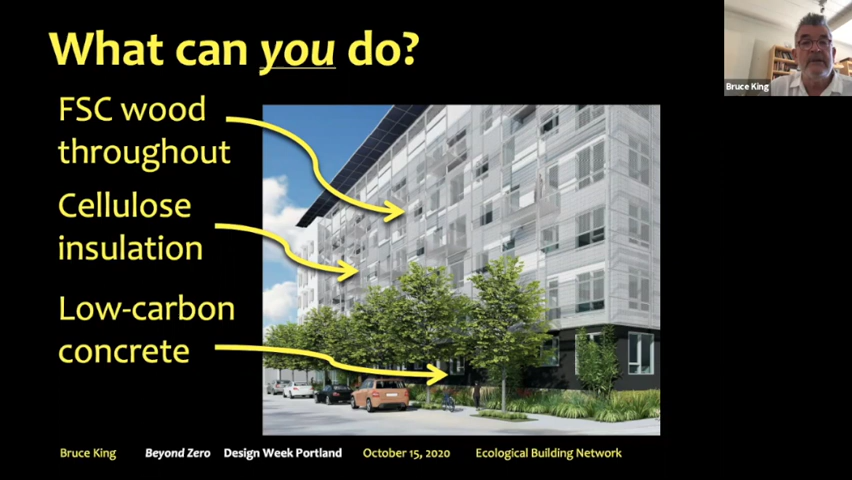 What can you do?
Bruce King
FSC wood
throughout
Cellulose
insulation
Low-carbon
concrete
Bruce King Beyond Zero Design Week Portland October 15, 2020 Ecological Building Network